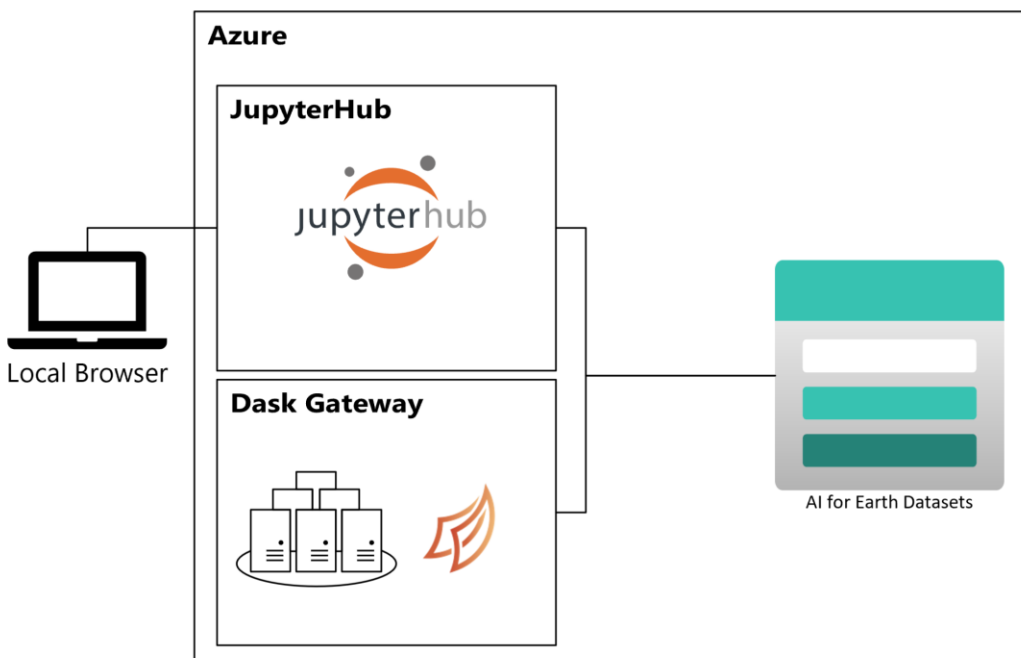 Azure
JupyterHub
jupyterhub
Local Browser
Dask Gateway
AI for Earth Datasets